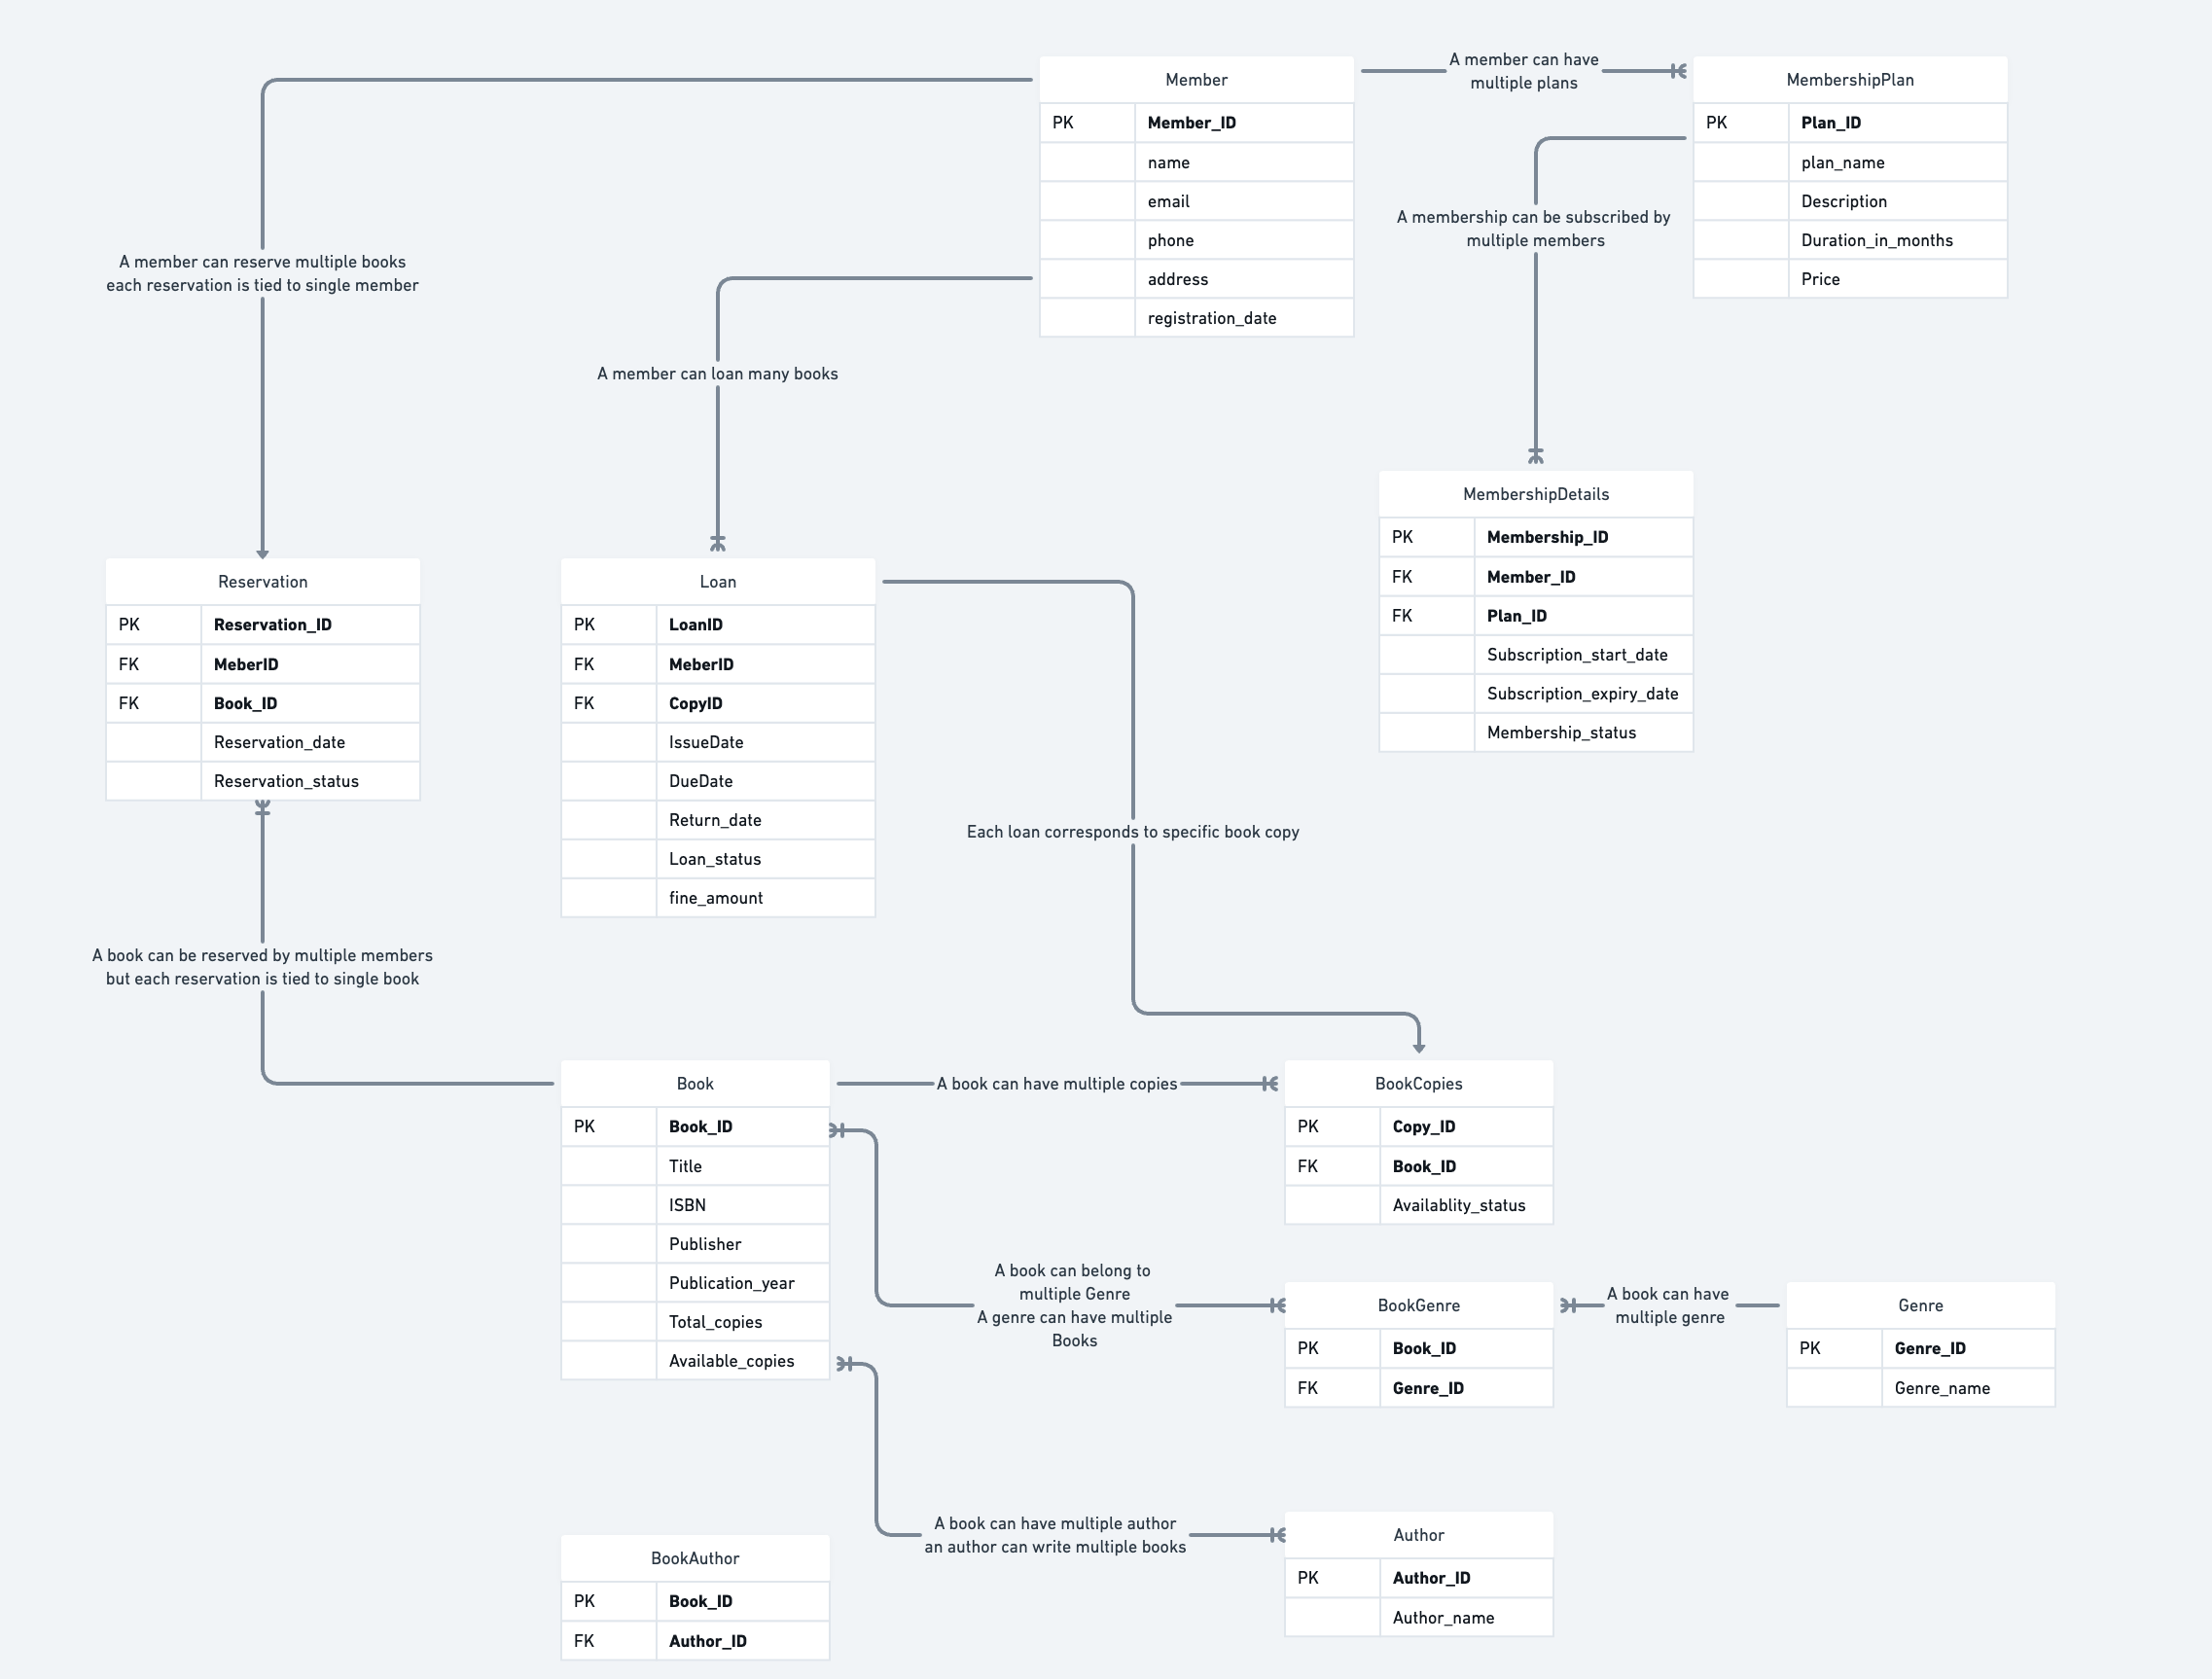 Member
PK Member_ID
name
email
phone
address
registration_date
A member can have
multiple plans
MembershipPlan
PK Plan_ID
plan_name
Description
Duration_in_months
Price
A membership can be subscribed by
multiple members
A member can reserve multiple books
each reservation is tied to single member
A member can loan many books
MembershipDetails
PK Membership_ID
FK Member_ID
FK Plan_ID
Subscription_start_date
Subscription_expiry_date
Membership_status
Reservation
PK Reservation_ID
FK MeberID
FK Book_ID
Reservation_date
Reservation_status
Loan
PK LoanID
FK MeberID
FK CopyID
IssueDate
DueDate
Return_date
Loan_status
fine_amount
Each loan corresponds to specific book copy
A book can be reserved by multiple members
but each reservation is tied to single book
Book
PK Book_ID
Title
ISBN
Publisher
Publication_year
Total_copies
Available_copies
A book can have multiple copies
BookCopies
PK Copy_ID
FK Book_ID
Availablity_status
A book can belong to
multiple Genre
A genre can have multiple
Books
BookGenre
PK Book_ID
FK Genre_ID
A book can have
multiple genre
Genre
PK Genre_ID
Genre_name
A book can have multiple author
an author can write multiple books
Author
PK Author_ID
Author_name
BookAuthor
PK Book_ID
FK Author_ID